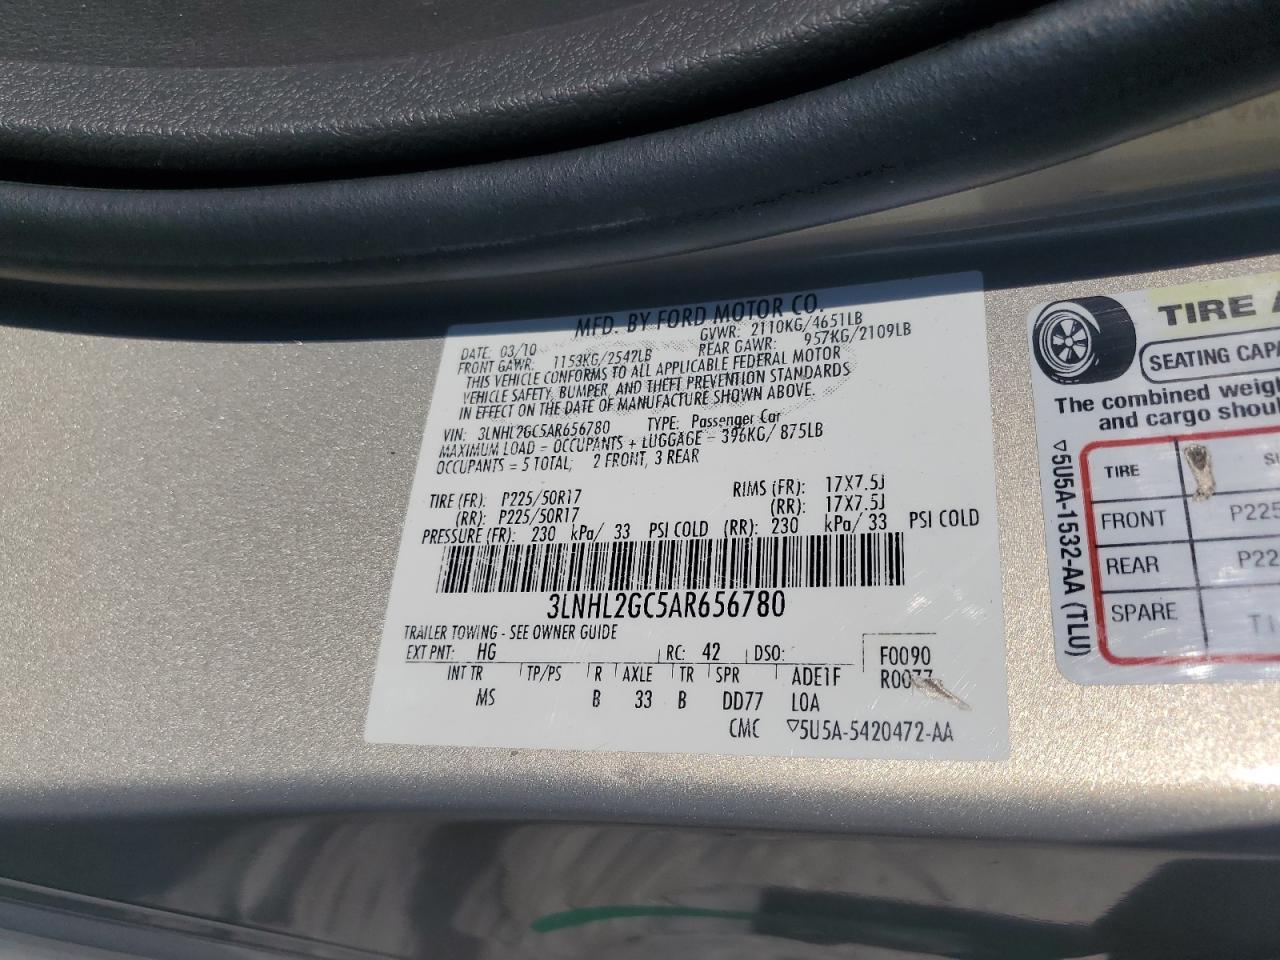 MFD. BY FORD MOTOR CO.
DATE: 03/10 GVWR: 2110KG/4651LB
FRONT GAWR: 1153KG/2542LB REAR GAWR: 957KG/2109LB
THIS VEHICLE CONFORMS TO ALL APPLICABLE FEDERAL MOTOR
VEHICLE SAFETY, BUMPER, AND THEFT PREVENTION STANDARDS
IN EFFECT ON THE DATE OF MANUFACTURE SHOWN ABOVE.
VIN: 3LNHL2GC5AR656780 TYPE: Passenger Car
MAXIMUM LOAD = OCCUPANTS + LUGGAGE = 396KG/ 875LB
OCCUPANTS = 5 TOTAL; 2 FRONT, 3 REAR
TIRE (FR): P225/50R17 RIMS (FR): 17X7.5J
(RR): P225/50R17 (RR): 17X7.5J
PRESSURE (FR): 230 kPa/ 33 PSI COLD (RR): 230 kPa/ 33 PSI COLD
3LNHL2GC5AR656780
TRAILER TOWING - SEE OWNER GUIDE
EXT PNT: HG RC: 42 DSO: F0090
INT TR TP/PS R AXLE TR SPR ADE1F R0077
MS B 33 B DD77 LOA
CMC ▽5U5A-5420472-AA
TIRE
SEATING CAPA
The combined weigh
and cargo shoul
TIRE SI
FRONT P225
REAR P22
SPARE T1
▽5U5A-1532-AA (TLU)